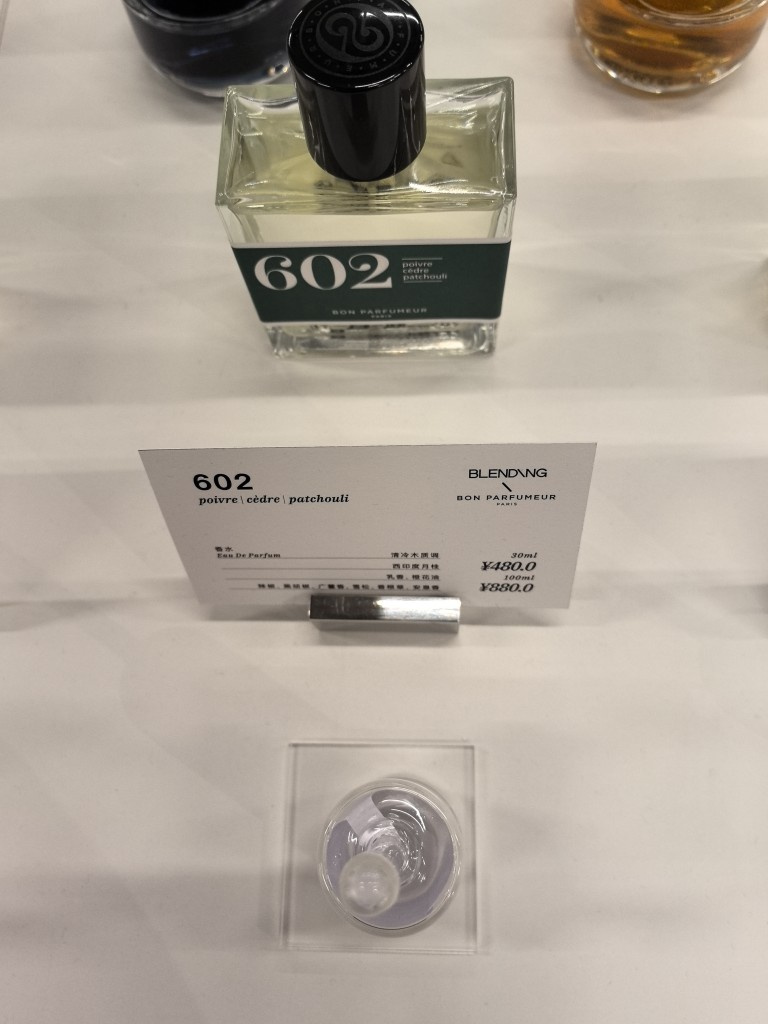 602
poivre
cèdre
patchouli
BON PARFUMEUR
PARIS
602
poivre \ cèdre \ patchouli
BLENDING
\
BON PARFUMEUR
PARIS
香水
Eau De Parfum
清冷木质调
30ml
西印度月桂
¥480.0
乳香、橙花油
100ml
¥880.0